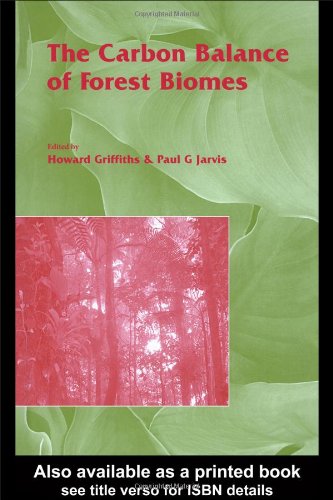 The Carbon Balance
of Forest Biomes
Edited by
Howard Griffiths & Paul G Jarvis
Also available as a printed book
see title verso for ISBN details